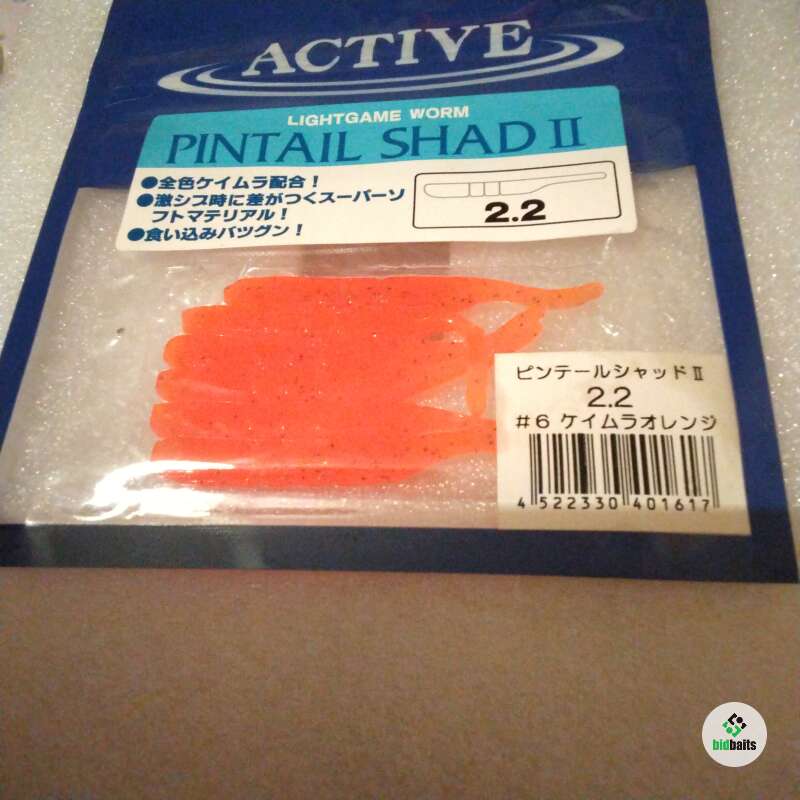 ACTIVE
LIGHTGAME WORM
PINTAIL SHAD II
●全色ケイムラ配合！
●激シブ時に差がつくスーパーソ
フトマテリアル！
●食い込みバツグン！
2.2
ピンテールシャッドⅡ
2.2
#6 ケイムラオレンジ
4 522330 401617
bidbaits